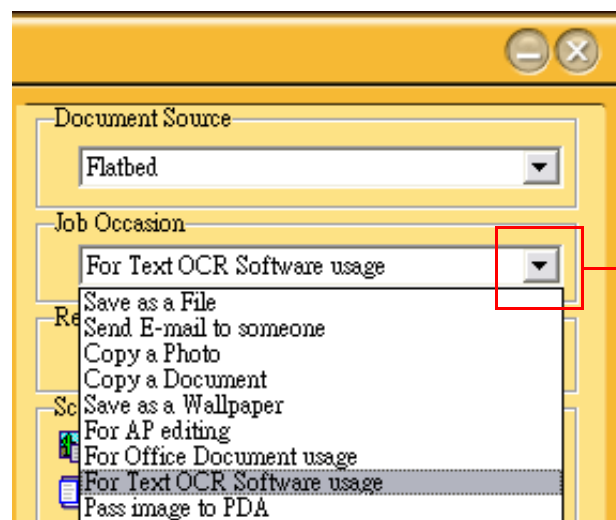 Document Source
Flatbed
Job Occasion
For Text OCR Software usage
Save as a File
Re
Send E-mail to someone
Copy a Photo
Copy a Document
Sc
Save as a Wallpaper
For AP editing
For Office Document usage
For Text OCR Software usage
Pass image to PDA